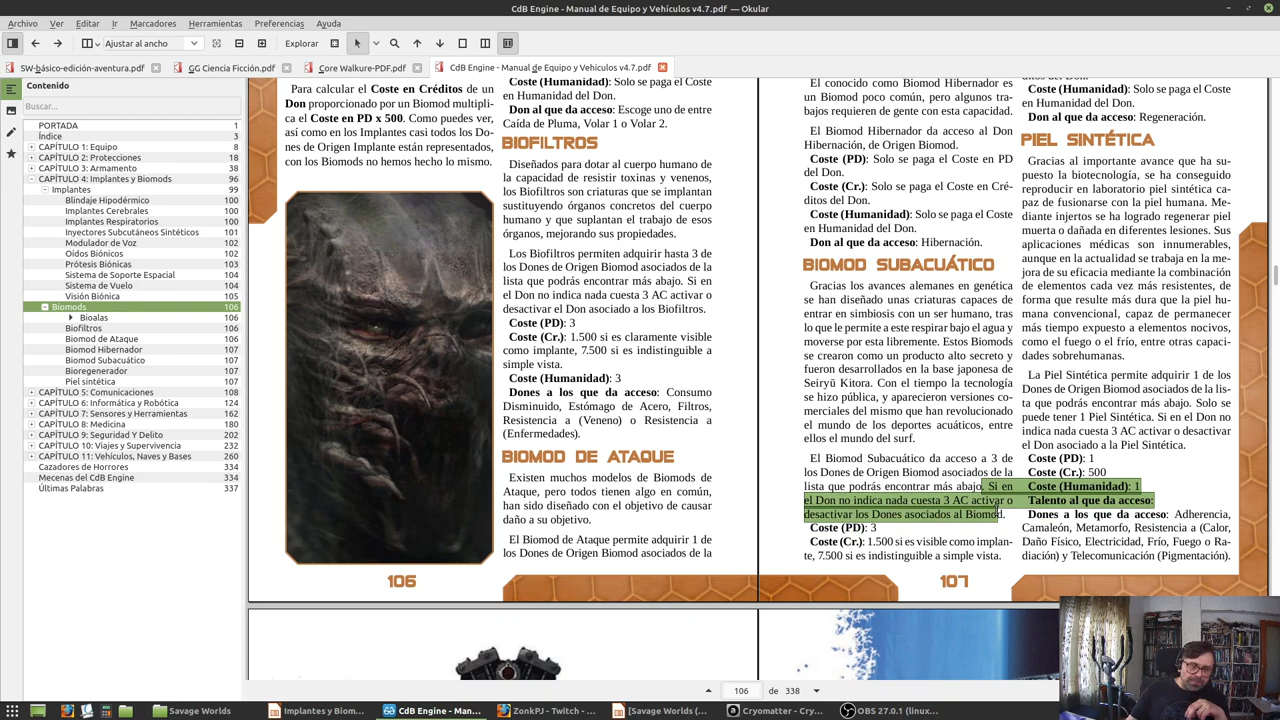 CdB Engine - Manual de Equipo y Vehículos v4.7.pdf — Okular
Archivo Ver Editar Ir Marcadores Herramientas Preferencias Ayuda
Ajustar al ancho
Explorar
SW-básico-edición-aventura.pdf
GG Ciencia Ficción.pdf
Core Walkure-PDF.pdf
CdB Engine - Manual de Equipo y Vehículos v4.7.pdf
Contenido
Buscar...
PORTADA 1
Índice 3
CAPÍTULO 1: Equipo 8
CAPÍTULO 2: Protecciones 18
CAPÍTULO 3: Armamento 38
CAPÍTULO 4: Implantes y Biomods 96
Implantes 99
Blindaje Hipodérmico 100
Implantes Cerebrales 100
Implantes Respiratorios 100
Inyectores Subcutáneos Sintéticos 101
Modulador de Voz 102
Oídos Biónicos 102
Prótesis Biónicas 103
Sistema de Soporte Espacial 104
Sistema de Vuelo 104
Visión Biónica 105
Biomods 106
Bioalas 106
Biofiltros 106
Biomod de Ataque 106
Biomod Hibernador 107
Biomod Subacuático 107
Bioregenerador 107
Piel sintética 107
CAPÍTULO 5: Comunicaciones 108
CAPÍTULO 6: Informática y Robótica 124
CAPÍTULO 7: Sensores y Herramientas 162
CAPÍTULO 8: Medicina 180
CAPÍTULO 9: Seguridad Y Delito 202
CAPÍTULO 10: Viajes y Supervivencia 232
CAPÍTULO 11: Vehículos, Naves y Bases 260
Cazadores de Horrores 334
Mecenas del CdB Engine 334
Últimas Palabras 337
Para calcular el Coste en Créditos de un
Don proporcionado por un Biomod multipli-
ca el Coste en PD x 500. Como puedes ver,
así como en los Implantes casi todos los Do-
nes de Origen Implante están representados,
con los Biomods no hemos hecho lo mismo.
Coste (Humanidad): Solo se paga el Coste
en Humanidad del Don.
Don al que da acceso: Escoge uno de entre
Caída de Pluma, Volar 1 o Volar 2.
BIOFILTROS
Diseñados para dotar al cuerpo humano de
la capacidad de resistir toxinas y venenos,
los Biofiltros son criaturas que se implantan
sustituyendo órganos concretos del cuerpo
humano y que suplantan el trabajo de esos
órganos, mejorando sus propiedades.
Los Biofiltros permiten adquirir hasta 3 de
los Dones de Origen Biomod asociados de la
lista que podrás encontrar más abajo. Si en
el Don no indica nada cuesta 3 AC activar o
desactivar el Don asociado a los Biofiltros.
Coste (PD): 3
Coste (Cr.): 1.500 si es claramente visible
como implante, 7.500 si es indistinguible a
simple vista.
Coste (Humanidad): 3
Dones a los que da acceso: Consumo
Disminuido, Estómago de Acero, Filtros,
Resistencia a (Veneno) o Resistencia a
(Enfermedades).
BIOMOD DE ATAQUE
Existen muchos modelos de Biomods de
Ataque, pero todos tienen algo en común,
han sido diseñados con el objetivo de causar
daño a su objetivo.
El Biomod de Ataque permite adquirir 1 de
los Dones de Origen Biomod asociados de la
106
El conocido como Biomod Hibernador es
un Biomod poco común, pero algunos tra-
bajos requieren de gente con esta capacidad.
El Biomod Hibernador da acceso al Don
Hibernación, de Origen Biomod.
Coste (PD): Solo se paga el Coste en PD
del Don.
Coste (Cr.): Solo se paga el Coste en Cré-
ditos del Don.
Coste (Humanidad): Solo se paga el Coste
en Humanidad del Don.
Don al que da acceso: Hibernación.
BIOMOD SUBACUÁTICO
Gracias los avances alemanes en genética
se han diseñado unas criaturas capaces de
entrar en simbiosis con un ser humano, tras
lo que le permite a este respirar bajo el agua y
moverse por esta libremente. Estos Biomods
se crearon como un producto alto secreto y
fueron desarrollados en la base japonesa de
Seiryū Kitora. Con el tiempo la tecnología
se hizo pública, y aparecieron versiones co-
merciales del mismo que han revolucionado
el mundo de los deportes acuáticos, entre
ellos el mundo del surf.
El Biomod Subacuático da acceso a 3 de
los Dones de Origen Biomod asociados de la
lista que podrás encontrar más abajo. Si en
el Don no indica nada cuesta 3 AC activar o
desactivar los Dones asociados al Biomod.
Coste (PD): 3
Coste (Cr.): 1.500 si es visible como implan-
te, 7.500 si es indistinguible a simple vista.
ditos del Don.
Coste (Humanidad): Solo se paga el Coste
en Humanidad del Don.
Don al que da acceso: Regeneración.
PIEL SINTÉTICA
Gracias al importante avance que ha su-
puesto la biotecnología, se ha conseguido
reproducir en laboratorio piel sintética ca-
paz de fusionarse con la piel humana. Me-
diante injertos se ha logrado regenerar piel
muerta o dañada en diferentes lesiones. Sus
aplicaciones médicas son innumerables,
aunque en la actualidad se trabaja en la me-
jora de su eficacia mediante la combinación
de elementos cada vez más resistentes, de
forma que resulte más dura que la piel hu-
mana convencional, capaz de permanecer
más tiempo expuesto a elementos nocivos,
como el fuego o el frío, entre otras capaci-
dades sobrehumanas.
La Piel Sintética permite adquirir 1 de los
Dones de Origen Biomod asociados de la lis-
ta que podrás encontrar más abajo. Solo se
puede tener 1 Piel Sintética. Si en el Don no
indica nada cuesta 3 AC activar o desactivar
el Don asociado a la Piel Sintética.
Coste (PD): 1
Coste (Cr.): 500
Coste (Humanidad): 1
Talento al que da acceso:
Dones a los que da acceso: Adherencia,
Camaleón, Metamorfo, Resistencia a (Calor,
Daño Físico, Electricidad, Frío, Fuego o Ra-
diación) y Telecomunicación (Pigmentación).
107
106 de 338
Savage Worlds
Implantes y Biom...
CdB Engine - Man...
ZonkPJ - Twitch - ...
[Savage Worlds (...
Cryomatter - Cry...
OBS 27.0.1 (linux...